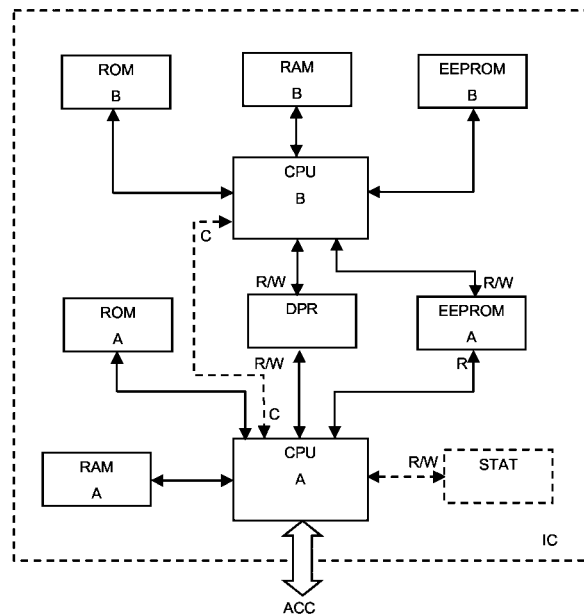 ROM
B
RAM
B
EEPROM
B
CPU
B
C
R/W
R/W
ROM
A
DPR
EEPROM
A
R/W
R
C
CPU
A
RAM
A
R/W
STAT
IC
ACC